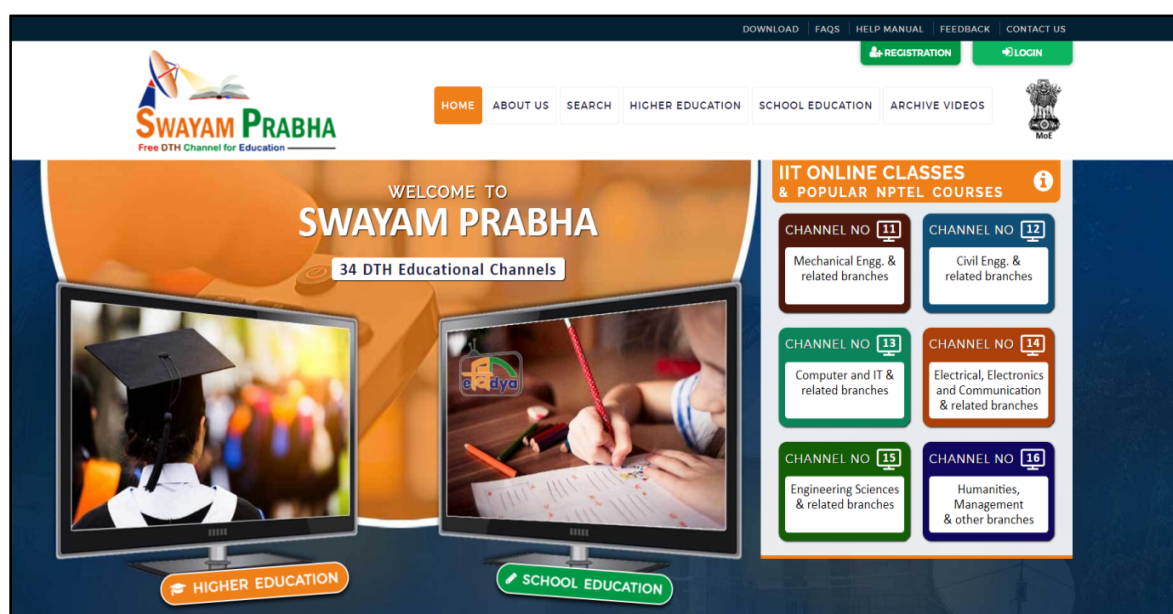 DOWNLOAD FAQS HELP MANUAL FEEDBACK CONTACT US
REGISTRATION LOGIN
SWAYAM PRABHA
Free DTH Channel for Education
HOME ABOUT US SEARCH HIGHER EDUCATION SCHOOL EDUCATION ARCHIVE VIDEOS
MoE
WELCOME TO
SWAYAM PRABHA
34 DTH Educational Channels
HIGHER EDUCATION
SCHOOL EDUCATION
IIT ONLINE CLASSES
& POPULAR NPTEL COURSES
CHANNEL NO 11
Mechanical Engg. &
related branches
CHANNEL NO 12
Civil Engg. &
related branches
CHANNEL NO 13
Computer and IT &
related branches
CHANNEL NO 14
Electrical, Electronics
and Communication
& related branches
CHANNEL NO 15
Engineering Sciences
& related branches
CHANNEL NO 16
Humanities,
Management
& other branches